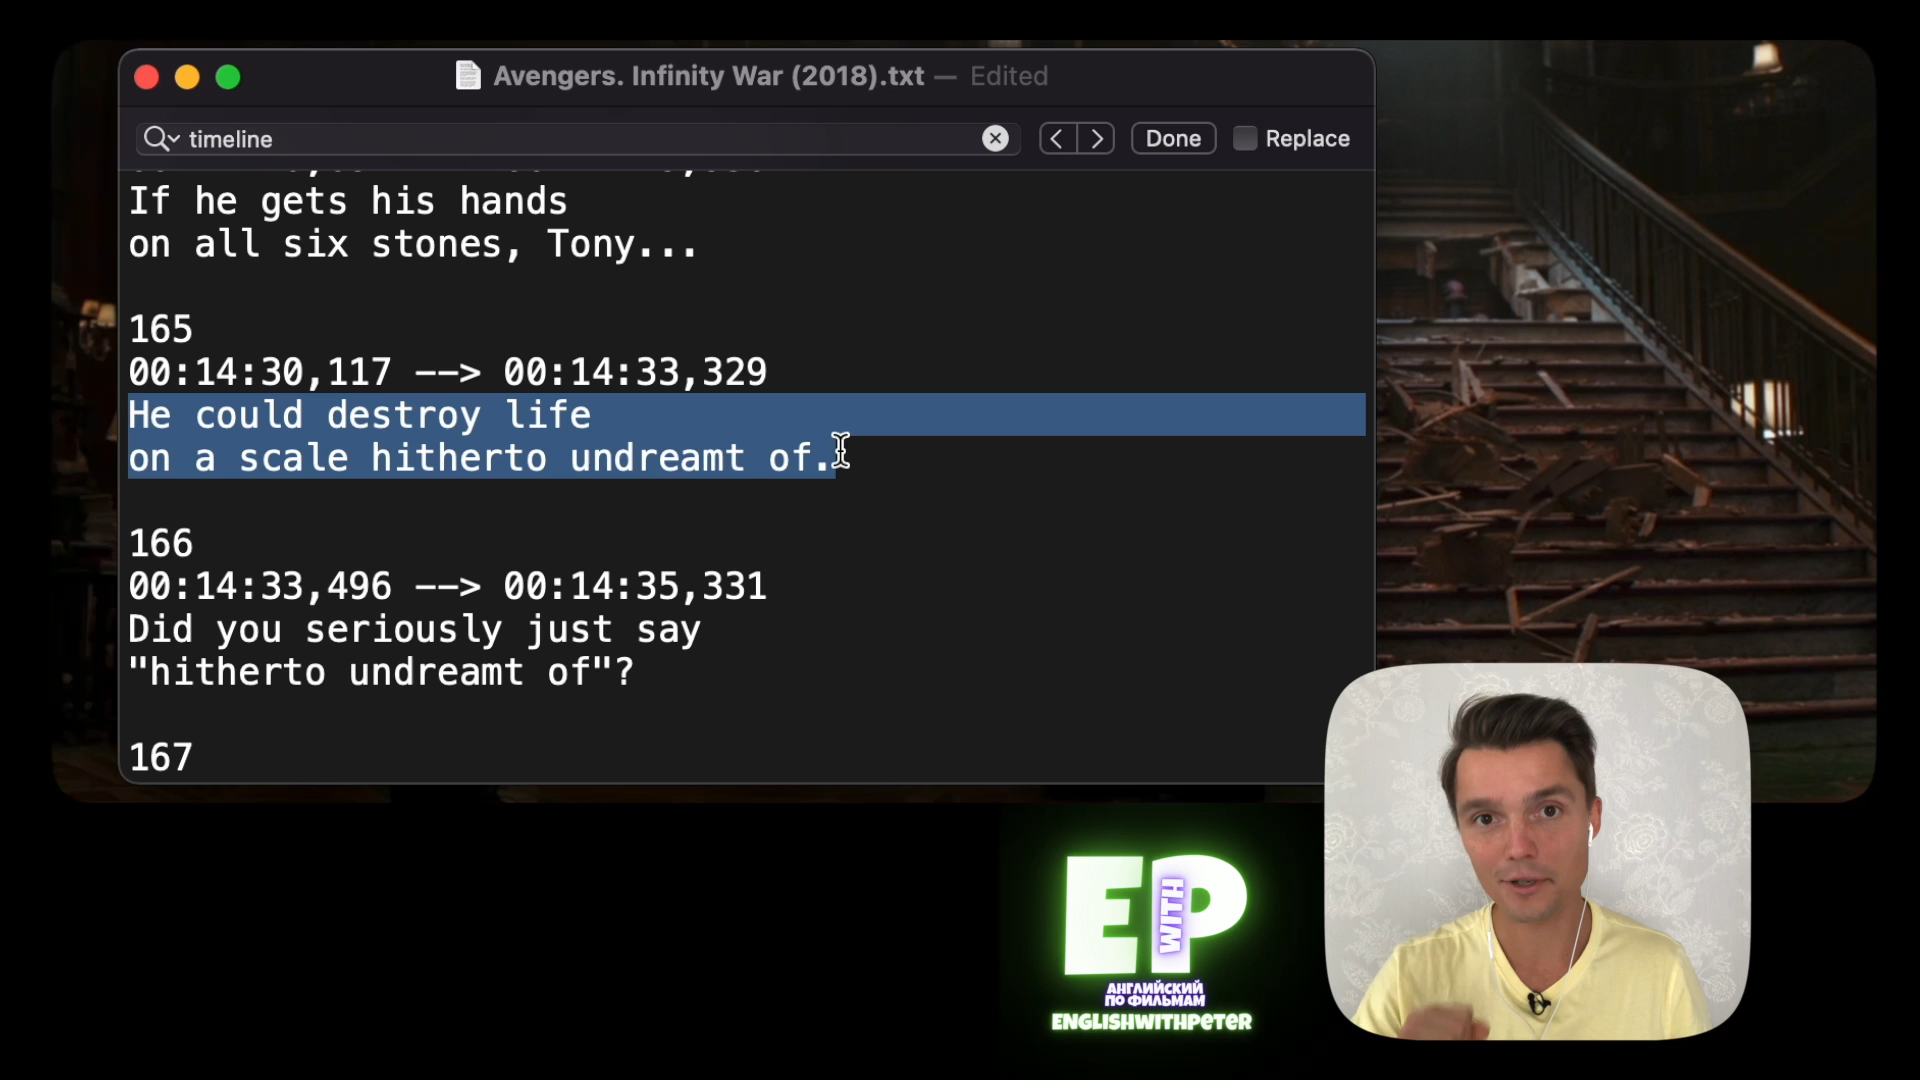 Avengers. Infinity War (2018).txt — Edited
timeline
Done
Replace
If he gets his hands
on all six stones, Tony...
165
00:14:30,117 --> 00:14:33,329
He could destroy life
on a scale hitherto undreamt of.
166
00:14:33,496 --> 00:14:35,331
Did you seriously just say
"hitherto undreamt of"?
167
EP
WITH
АНГЛИЙСКИЙ
ПО ФИЛЬМАМ
ENGLISHWITHPETER